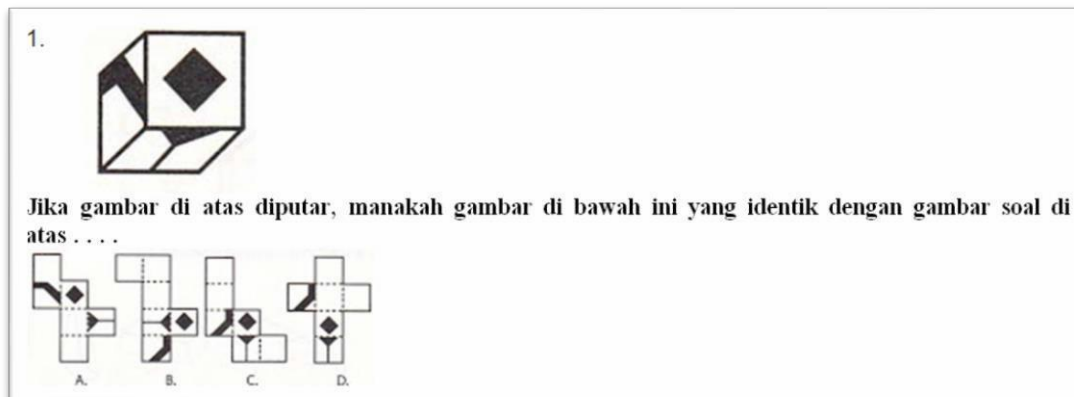 1.
Jika gambar di atas diputar, manakah gambar di bawah ini yang identik dengan gambar soal di
atas . . . .
A. B. C. D.